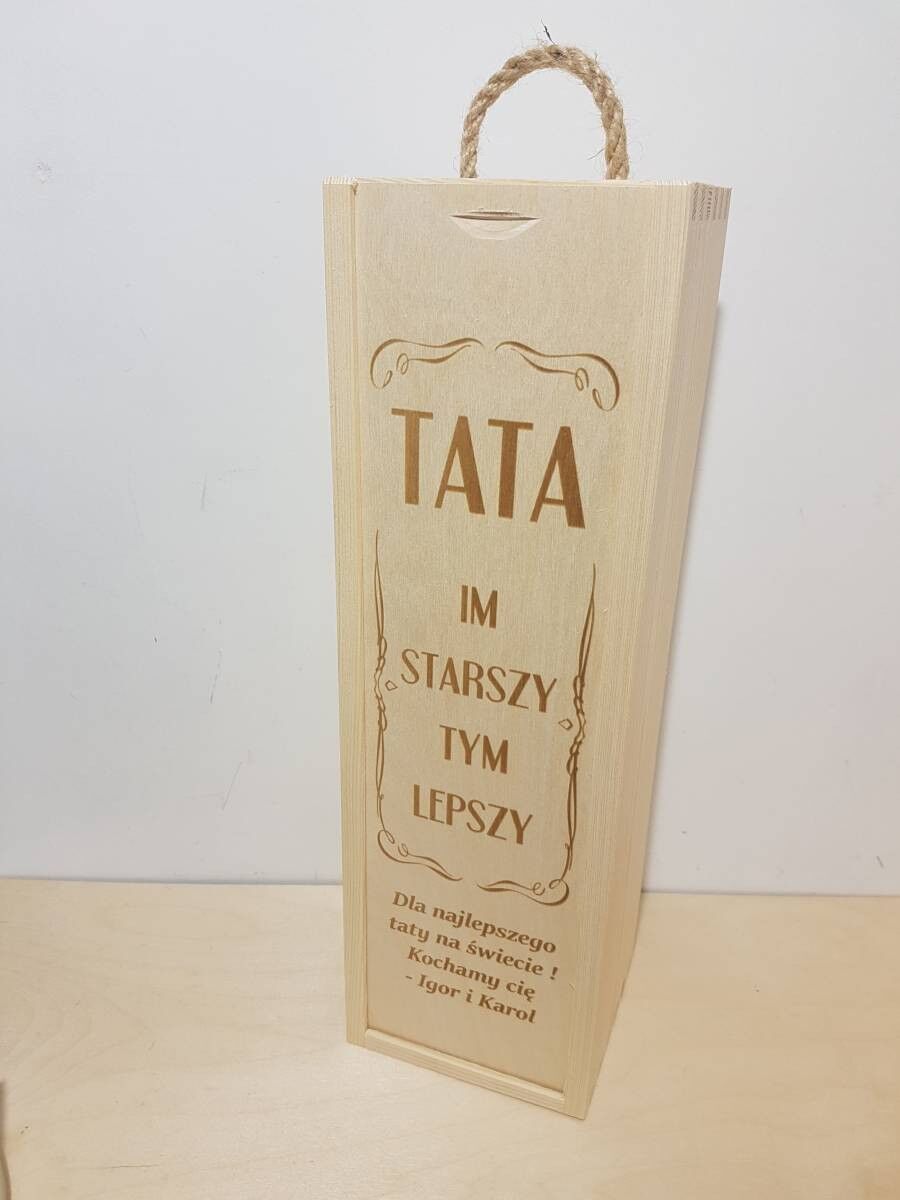 TATA
IM
STARSZY
TYM
LEPSZY
Dla najlepszego
taty na świecie !
Kochamy cię
- Igor i Karol